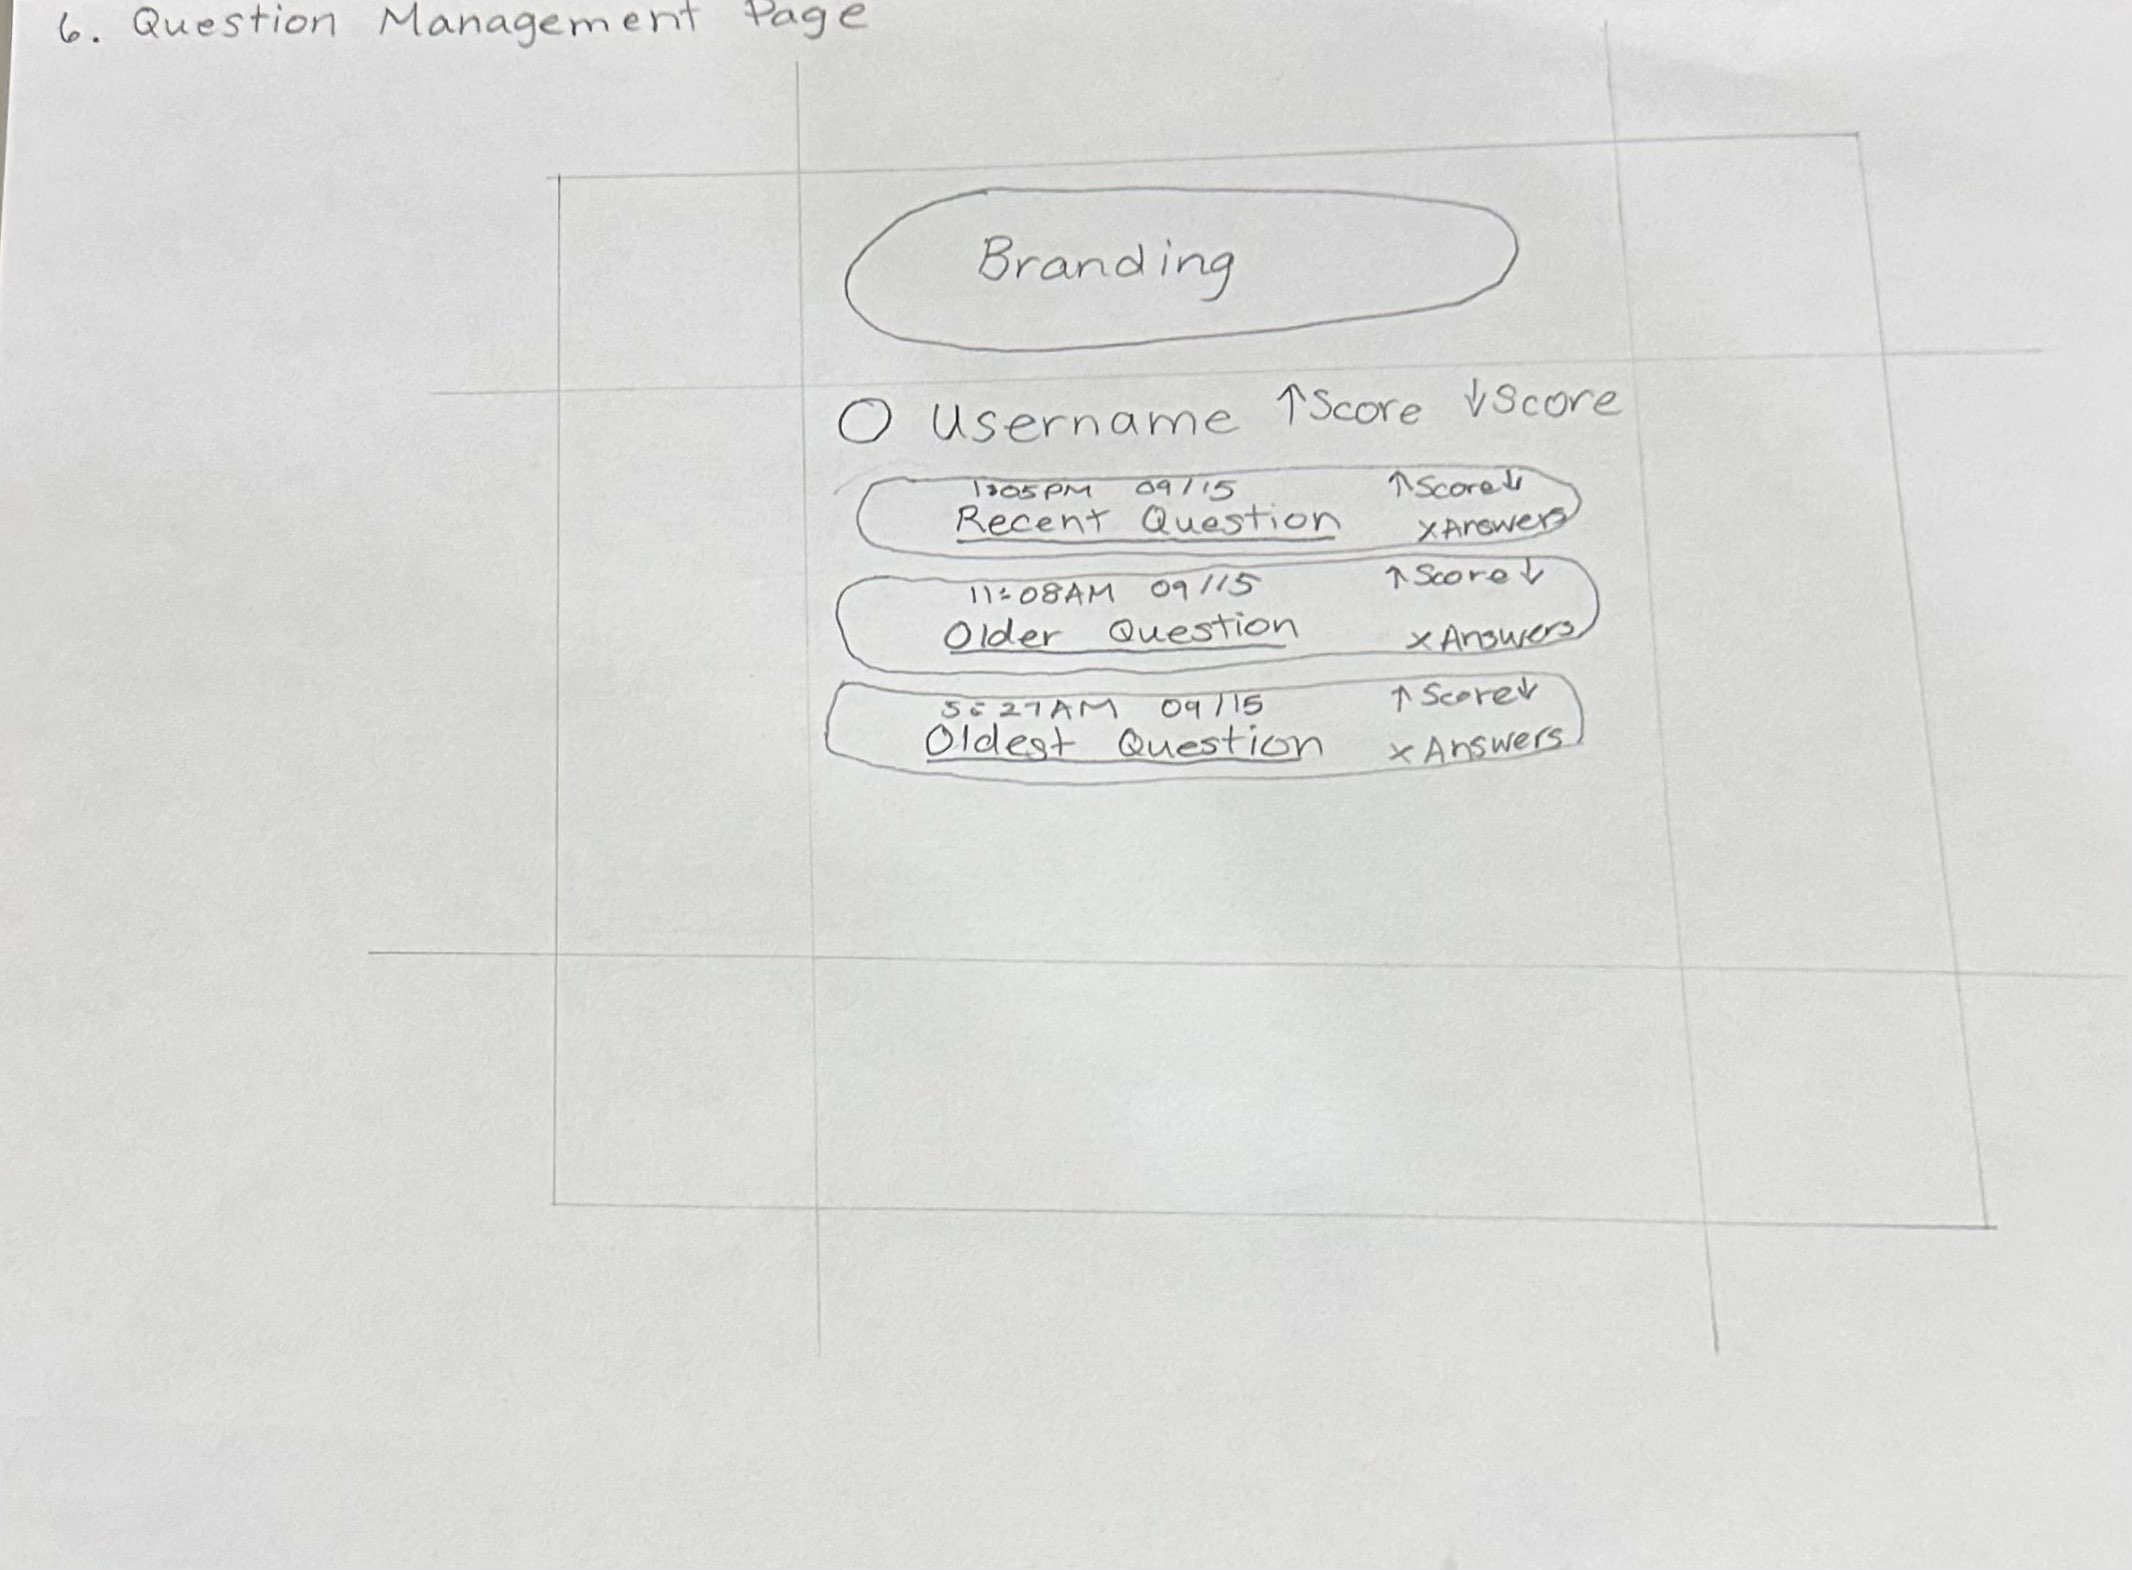 6. Question Management Page
Branding
Username ↑Score ↓Score
1:05PM 09/15 ↑Score↓
Recent Question xAnswers
11:08AM 09/15 ↑Score↓
Older Question xAnswers
5:27AM 09/15 ↑Score↓
Oldest Question xAnswers